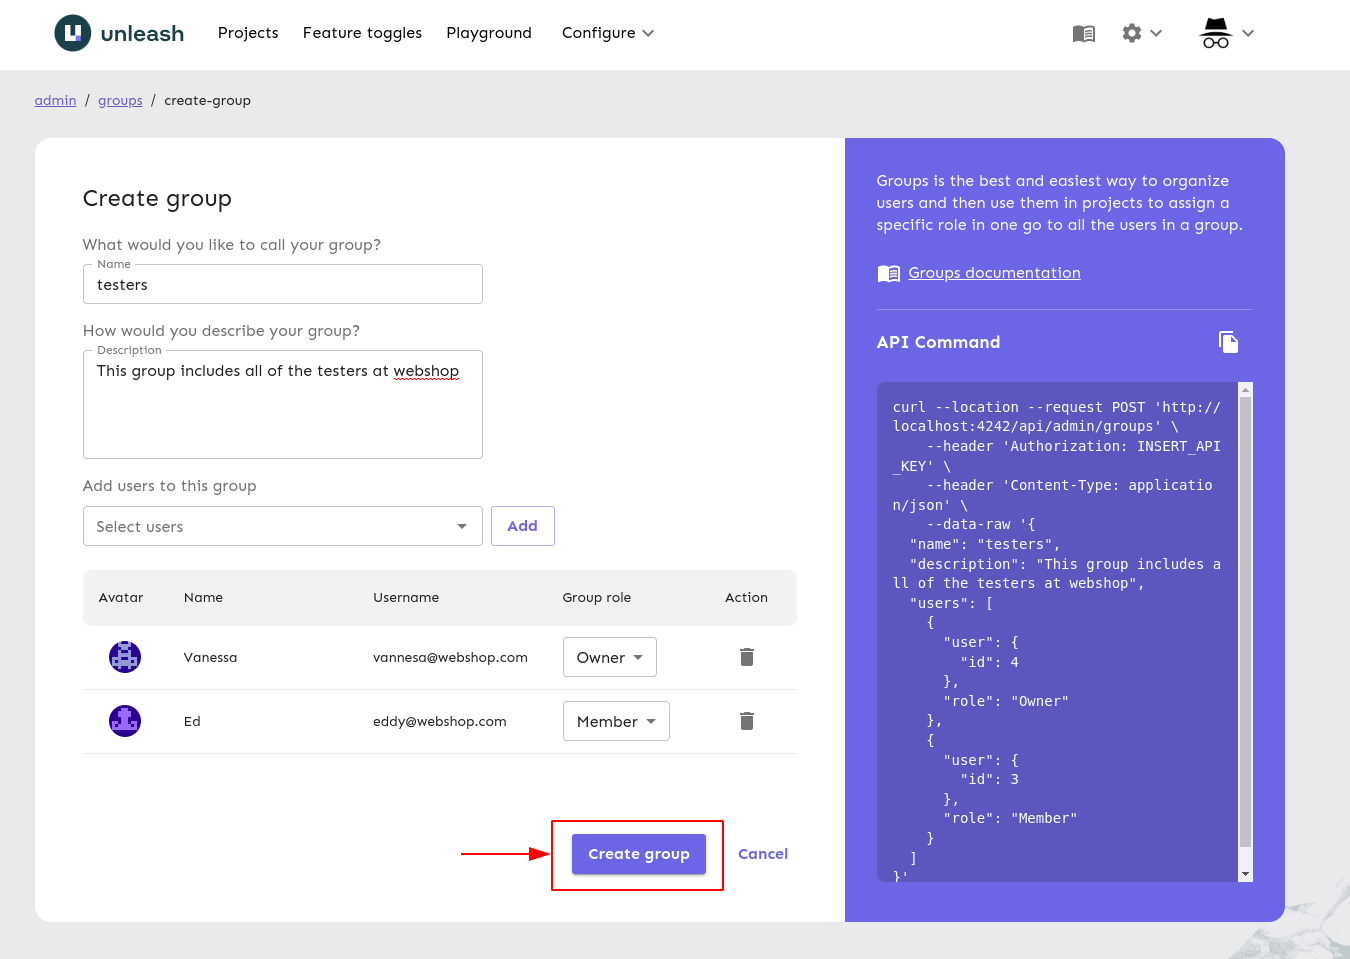 unleash
Projects
Feature toggles
Playground
Configure
admin / groups / create-group
Create group
What would you like to call your group?
Name
testers
How would you describe your group?
Description
This group includes all of the testers at webshop
Add users to this group
Select users
Add
Avatar Name Username Group role Action
Vanessa vannesa@webshop.com Owner
Ed eddy@webshop.com Member
Create group
Cancel
Groups is the best and easiest way to organize
users and then use them in projects to assign a
specific role in one go to all the users in a group.
Groups documentation
API Command
curl --location --request POST 'http://
localhost:4242/api/admin/groups' \
    --header 'Authorization: INSERT_API
_KEY' \
    --header 'Content-Type: applicatio
n/json' \
    --data-raw '{
  "name": "testers",
  "description": "This group includes a
ll of the testers at webshop",
  "users": [
    {
      "user": {
        "id": 4
      },
      "role": "Owner"
    },
    {
      "user": {
        "id": 3
      },
      "role": "Member"
    }
  ]
}'